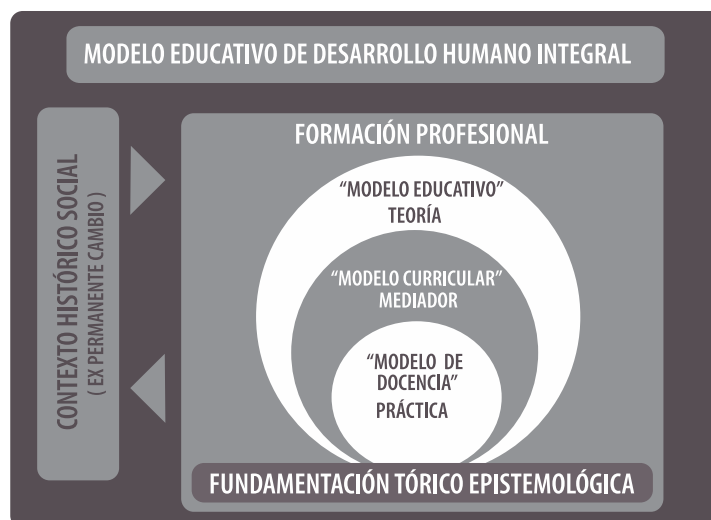 MODELO EDUCATIVO DE DESARROLLO HUMANO INTEGRAL
CONTEXTO HISTÓRICO SOCIAL
( EX PERMANENTE CAMBIO )
FORMACIÓN PROFESIONAL
“MODELO EDUCATIVO”
TEORÍA
“MODELO CURRICULAR”
MEDIADOR
“MODELO DE
DOCENCIA”
PRÁCTICA
FUNDAMENTACIÓN TÓRICO EPISTEMOLÓGICA